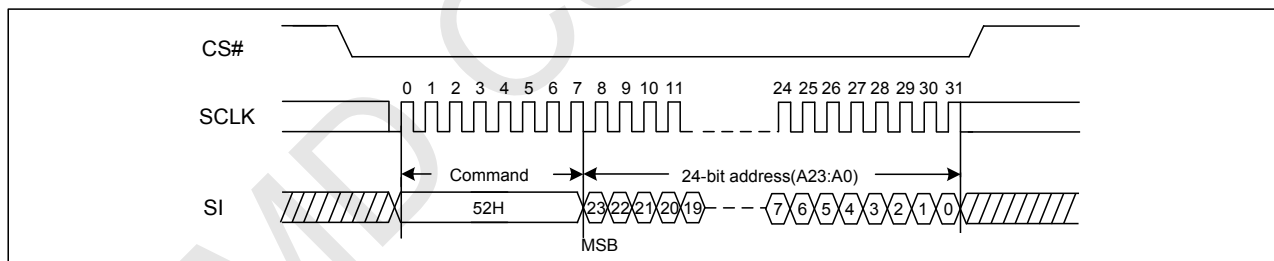 CS#
0 1 2 3 4 5 6 7 8 9 10 11 24 25 26 27 28 29 30 31
SCLK
Command 24-bit address(A23:A0)
SI 52H 23 22 21 20 19 7 6 5 4 3 2 1 0
MSB